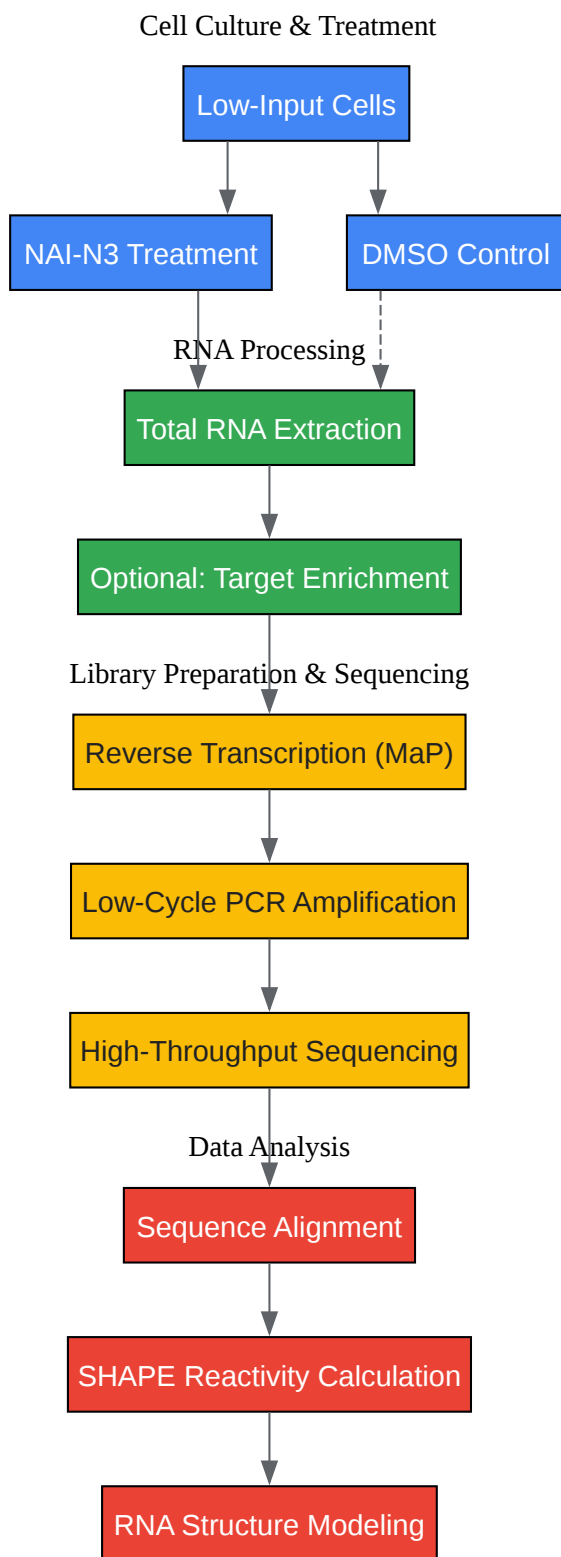 Cell Culture & Treatment
Low-Input Cells
NAI-N3 Treatment
DMSO Control
RNA Processing
Total RNA Extraction
Optional: Target Enrichment
Library Preparation & Sequencing
Reverse Transcription (MaP)
Low-Cycle PCR Amplification
High-Throughput Sequencing
Data Analysis
Sequence Alignment
SHAPE Reactivity Calculation
RNA Structure Modeling